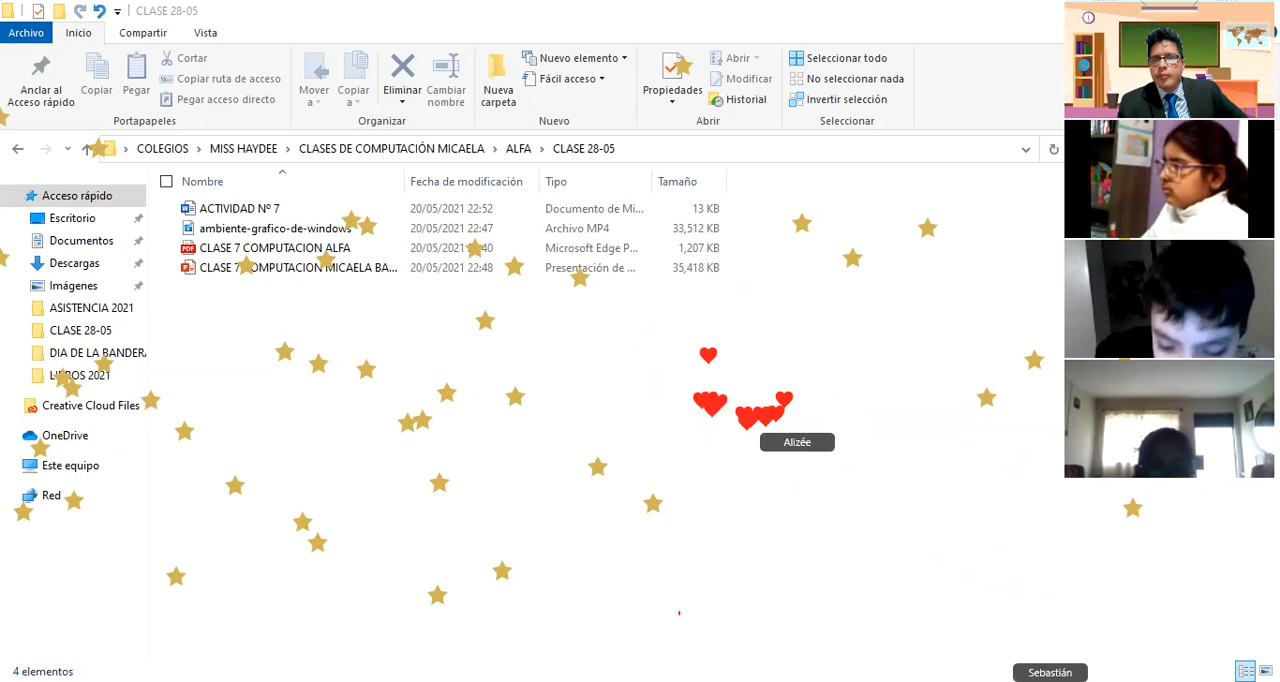 CLASE 28-05
Archivo Inicio Compartir Vista
Anclar al Acceso rápido
Copiar
Pegar
Cortar
Copiar ruta de acceso
Pegar acceso directo
Portapapeles
Mover a
Copiar a
Eliminar
Cambiar nombre
Organizar
Nueva carpeta
Nuevo elemento
Fácil acceso
Nuevo
Propiedades
Abrir
Modificar
Historial
Abrir
Seleccionar todo
No seleccionar nada
Invertir selección
Seleccionar
COLEGIOS > MISS HAYDEE > CLASES DE COMPUTACIÓN MICAELA > ALFA > CLASE 28-05
Acceso rápido
Escritorio
Documentos
Descargas
Imágenes
ASISTENCIA 2021
CLASE 28-05
DIA DE LA BANDERA
LIBROS 2021
Creative Cloud Files
OneDrive
Este equipo
Red
Nombre Fecha de modificación Tipo Tamaño
ACTIVIDAD Nº 7 20/05/2021 22:52 Documento de Mi... 13 KB
ambiente-grafico-de-windows 20/05/2021 22:47 Archivo MP4 33,512 KB
CLASE 7 COMPUTACION ALFA 20/05/2021 :40 Microsoft Edge P... 1,207 KB
CLASE 7 COMPUTACION MICAELA BA... 20/05/2021 22:48 Presentación de ... 35,418 KB
Alizée
4 elementos
Sebastián